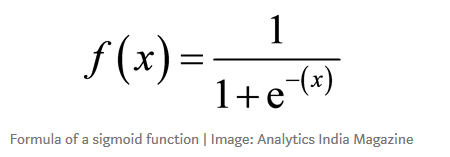 f(x) = 1 / (1+e^-(x))
Formula of a sigmoid function | Image: Analytics India Magazine